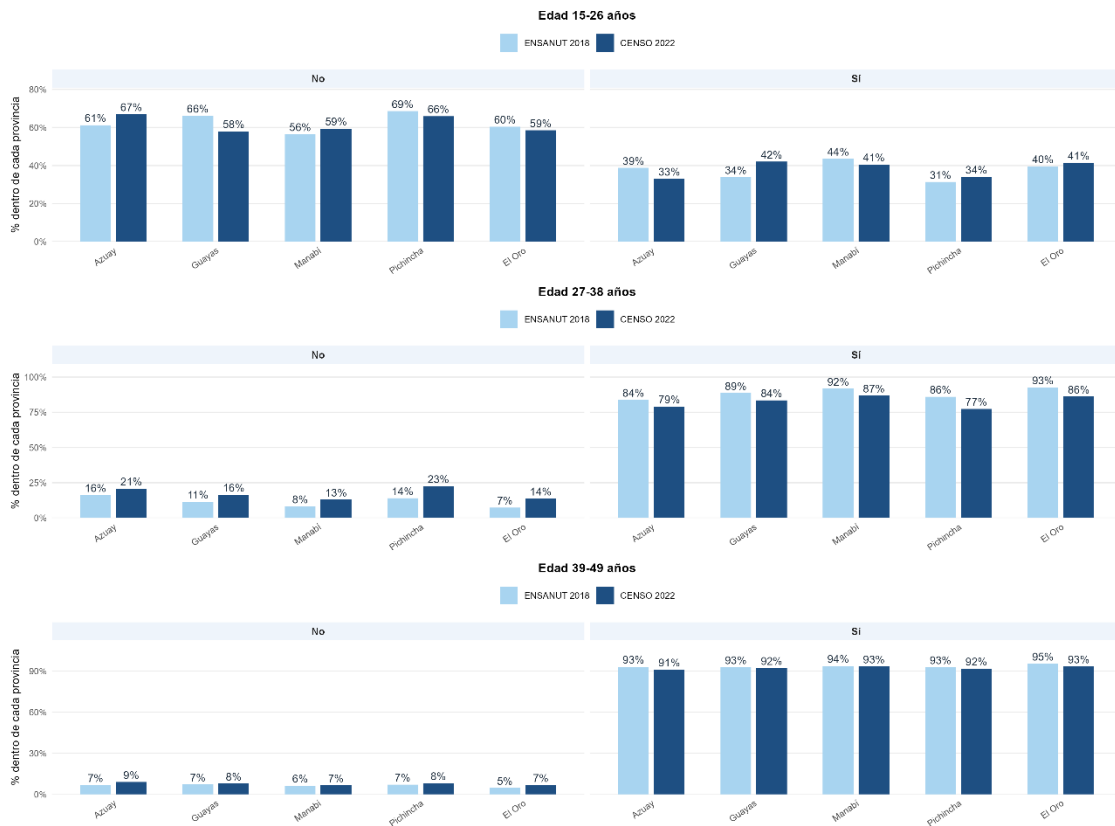 Edad 15-26 años
ENSANUT 2018 CENSO 2022
No Sí
% dentro de cada provincia
80%
60%
40%
20%
0%
61% 67% 66% 58% 56% 59% 69% 66% 60% 59%
39% 33% 34% 42% 44% 41% 31% 34% 40% 41%
Azuay Guayas Manabí Pichincha El Oro
Azuay Guayas Manabí Pichincha El Oro
Edad 27-38 años
ENSANUT 2018 CENSO 2022
No Sí
% dentro de cada provincia
100%
75%
50%
25%
0%
16% 21% 11% 16% 8% 13% 14% 23% 7% 14%
84% 79% 89% 84% 92% 87% 86% 77% 93% 86%
Azuay Guayas Manabí Pichincha El Oro
Azuay Guayas Manabí Pichincha El Oro
Edad 39-49 años
ENSANUT 2018 CENSO 2022
No Sí
% dentro de cada provincia
90%
60%
30%
0%
7% 9% 7% 8% 6% 7% 7% 8% 5% 7%
93% 91% 93% 92% 94% 93% 93% 92% 95% 93%
Azuay Guayas Manabí Pichincha El Oro
Azuay Guayas Manabí Pichincha El Oro